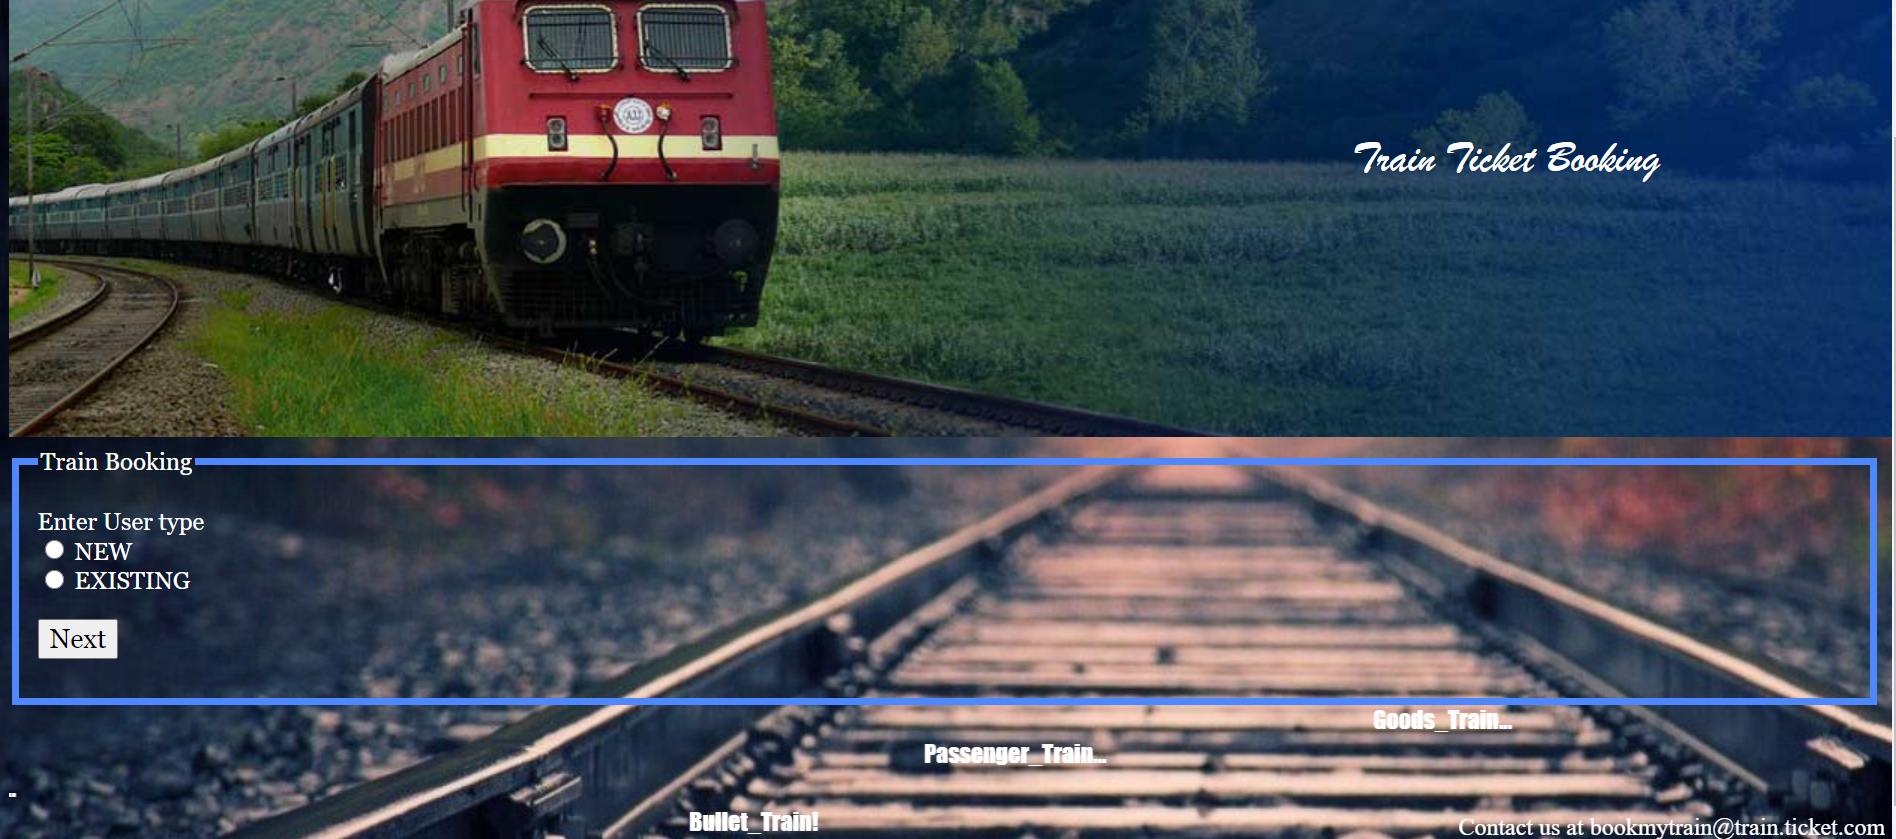 Train Ticket Booking
Train Booking
Enter User type
NEW
EXISTING
Next
Goods_Train...
Passenger_Train...
..
Bullet_Train!
Contact us at bookmytrain@train.ticket.com